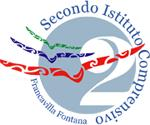 Secondo Istituto Comprensivo
2
Francavilla Fontana